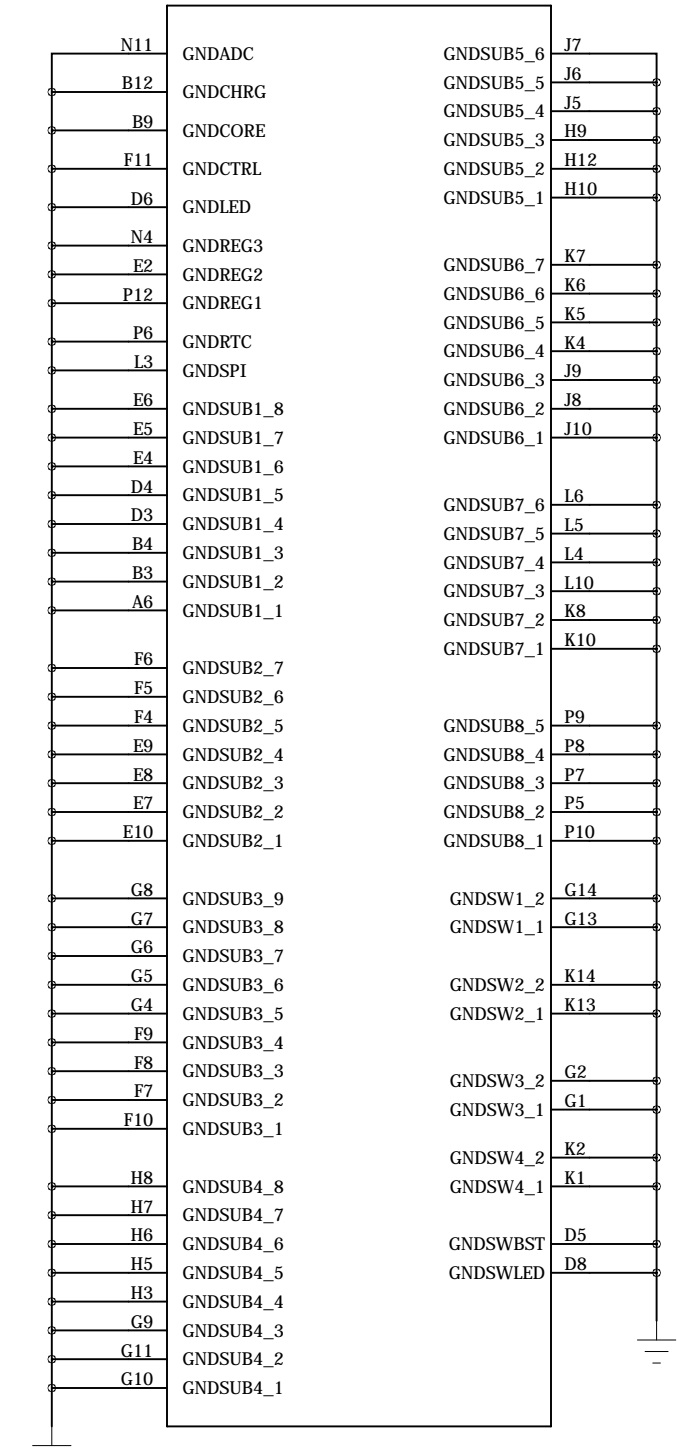 N11 GNDADC
B12 GNDCHRG
B9 GNDCORE
F11 GNDCTRL
D6 GNDLED
N4 GNDREG3
E2 GNDREG2
P12 GNDREG1
P6 GNDRTC
L3 GNDSPI
E6 GNDSUB1_8
E5 GNDSUB1_7
E4 GNDSUB1_6
D4 GNDSUB1_5
D3 GNDSUB1_4
B4 GNDSUB1_3
B3 GNDSUB1_2
A6 GNDSUB1_1
F6 GNDSUB2_7
F5 GNDSUB2_6
F4 GNDSUB2_5
E9 GNDSUB2_4
E8 GNDSUB2_3
E7 GNDSUB2_2
E10 GNDSUB2_1
G8 GNDSUB3_9
G7 GNDSUB3_8
G6 GNDSUB3_7
G5 GNDSUB3_6
G4 GNDSUB3_5
F9 GNDSUB3_4
F8 GNDSUB3_3
F7 GNDSUB3_2
F10 GNDSUB3_1
H8 GNDSUB4_8
H7 GNDSUB4_7
H6 GNDSUB4_6
H5 GNDSUB4_5
H3 GNDSUB4_4
G9 GNDSUB4_3
G11 GNDSUB4_2
G10 GNDSUB4_1
GNDSUB5_6 J7
GNDSUB5_5 J6
GNDSUB5_4 J5
GNDSUB5_3 H9
GNDSUB5_2 H12
GNDSUB5_1 H10
GNDSUB6_7 K7
GNDSUB6_6 K6
GNDSUB6_5 K5
GNDSUB6_4 K4
GNDSUB6_3 J9
GNDSUB6_2 J8
GNDSUB6_1 J10
GNDSUB7_6 L6
GNDSUB7_5 L5
GNDSUB7_4 L4
GNDSUB7_3 L10
GNDSUB7_2 K8
GNDSUB7_1 K10
GNDSUB8_5 P9
GNDSUB8_4 P8
GNDSUB8_3 P7
GNDSUB8_2 P5
GNDSUB8_1 P10
GNDSW1_2 G14
GNDSW1_1 G13
GNDSW2_2 K14
GNDSW2_1 K13
GNDSW3_2 G2
GNDSW3_1 G1
GNDSW4_2 K2
GNDSW4_1 K1
GNDSWBST D5
GNDSWLED D8